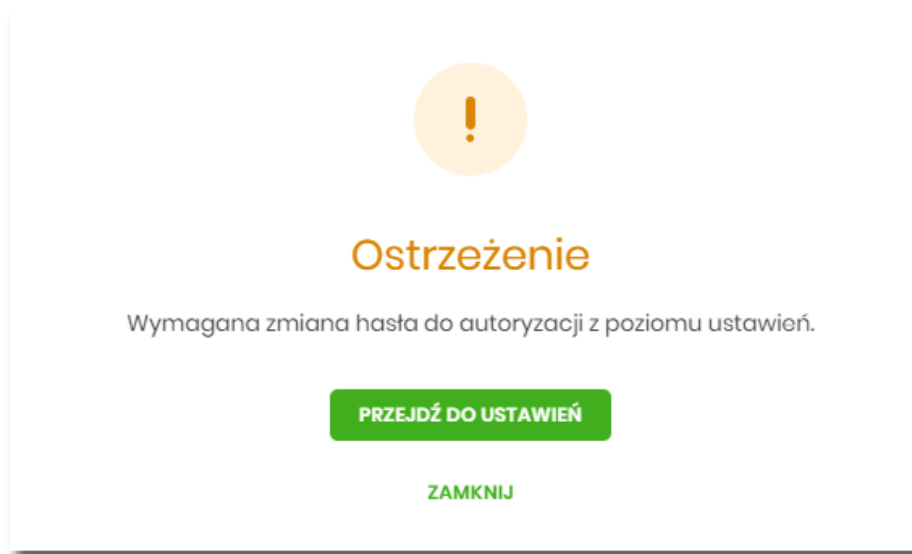 Ostrzeżenie
Wymagana zmiana hasła do autoryzacji z poziomu ustawień.
PRZEJDŹ DO USTAWIEŃ
ZAMKNIJ